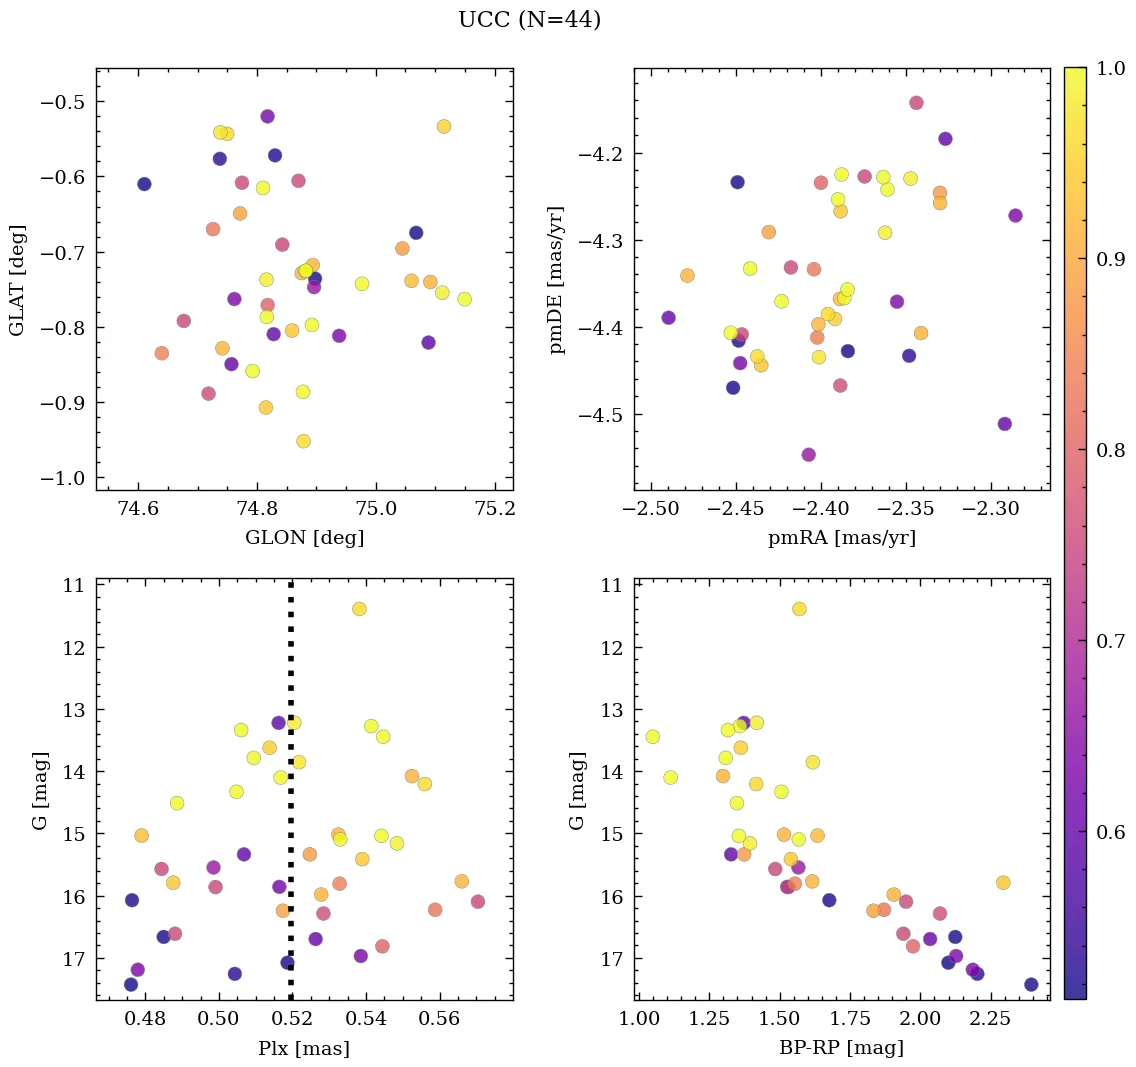 UCC (N=44)
−0.5
−0.6
−0.7
−0.8
−0.9
−1.0
GLAT [deg]
74.6 74.8 75.0 75.2
GLON [deg]
−4.2
−4.3
−4.4
−4.5
pmDE [mas/yr]
−2.50 −2.45 −2.40 −2.35 −2.30
pmRA [mas/yr]
1.0
0.9
0.8
0.7
0.6
11
12
13
14
15
16
17
G [mag]
0.48 0.50 0.52 0.54 0.56
Plx [mas]
11
12
13
14
15
16
17
G [mag]
1.00 1.25 1.50 1.75 2.00 2.25
BP-RP [mag]